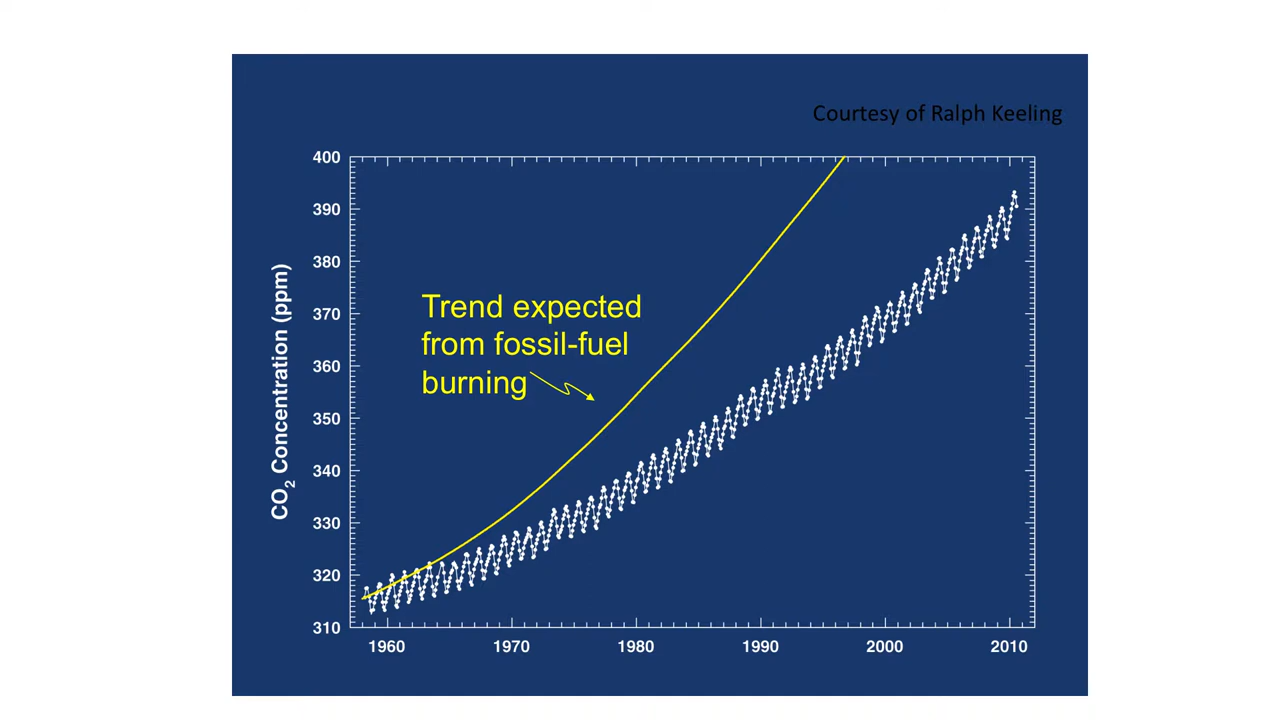 Courtesy of Ralph Keeling
400
390
380
370
360
350
340
330
320
310
CO2 Concentration (ppm)
Trend expected
from fossil-fuel
burning
1960 1970 1980 1990 2000 2010